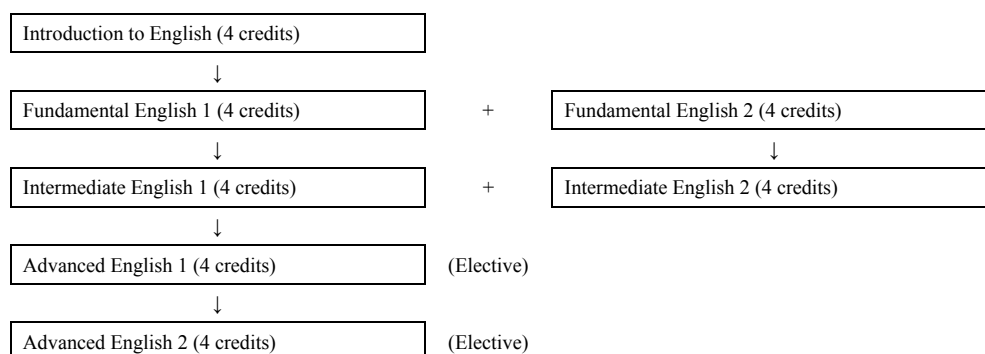 Introduction to English (4 credits)
↓
Fundamental English 1 (4 credits) + Fundamental English 2 (4 credits)
↓ ↓
Intermediate English 1 (4 credits) + Intermediate English 2 (4 credits)
↓
Advanced English 1 (4 credits) (Elective)
↓
Advanced English 2 (4 credits) (Elective)